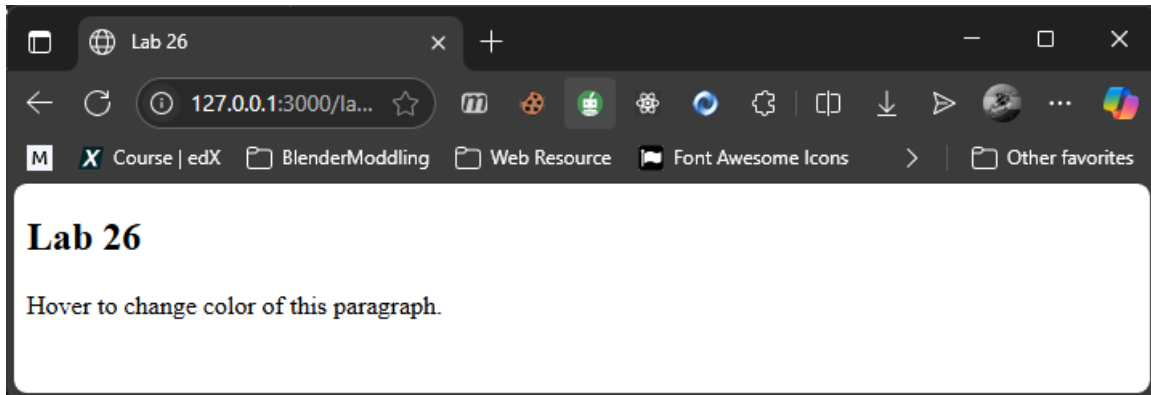 Lab 26
127.0.0.1:3000/la...
M Course | edX BlenderModdling Web Resource Font Awesome Icons Other favorites
Lab 26
Hover to change color of this paragraph.